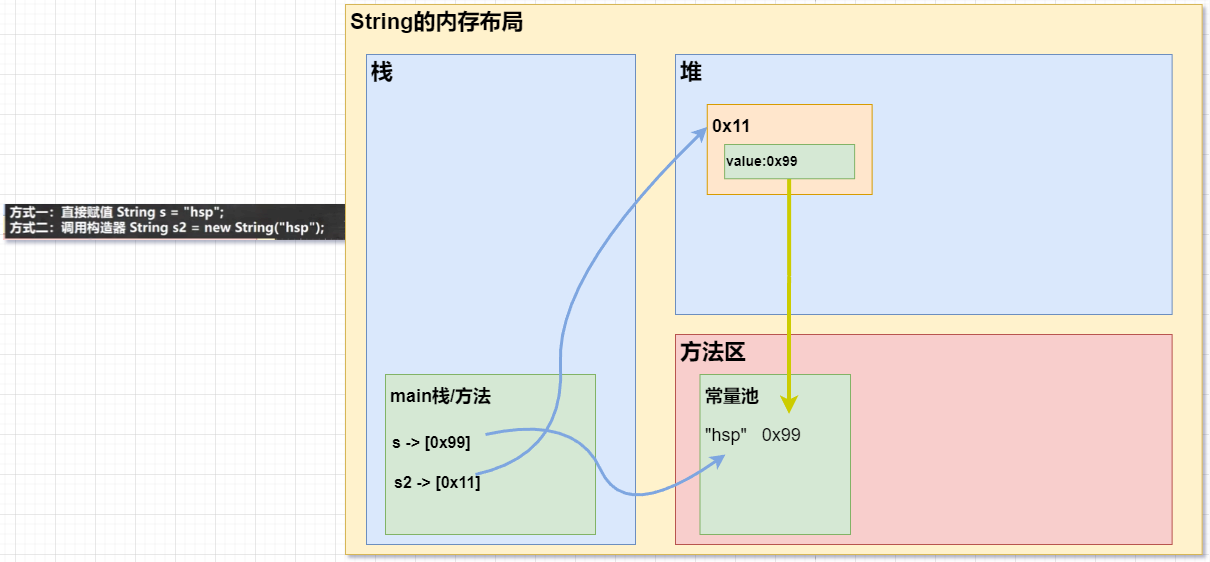 String的内存布局
栈
堆
0x11
value:0x99
方式一：直接赋值 String s = "hsp";
方式二：调用构造器 String s2 = new String("hsp");
方法区
main栈/方法
常量池
s -> [0x99]
"hsp" 0x99
s2 -> [0x11]